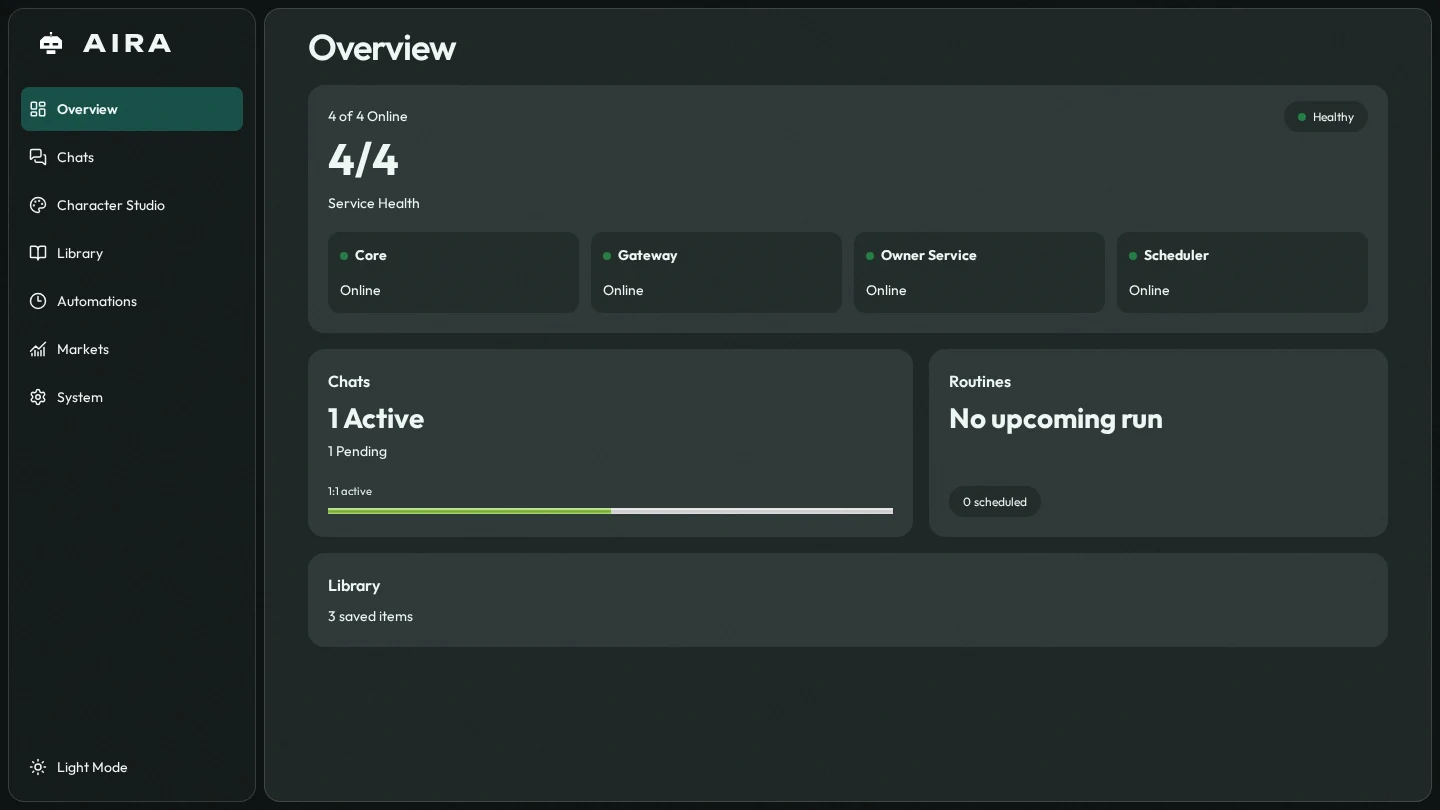 AIRA
Overview
Chats
Character Studio
Library
Automations
Markets
System
Light Mode
Overview
4 of 4 Online
Healthy
4/4
Service Health
Core
Online
Gateway
Online
Owner Service
Online
Scheduler
Online
Chats
1 Active
1 Pending
1:1 active
Routines
No upcoming run
0 scheduled
Library
3 saved items